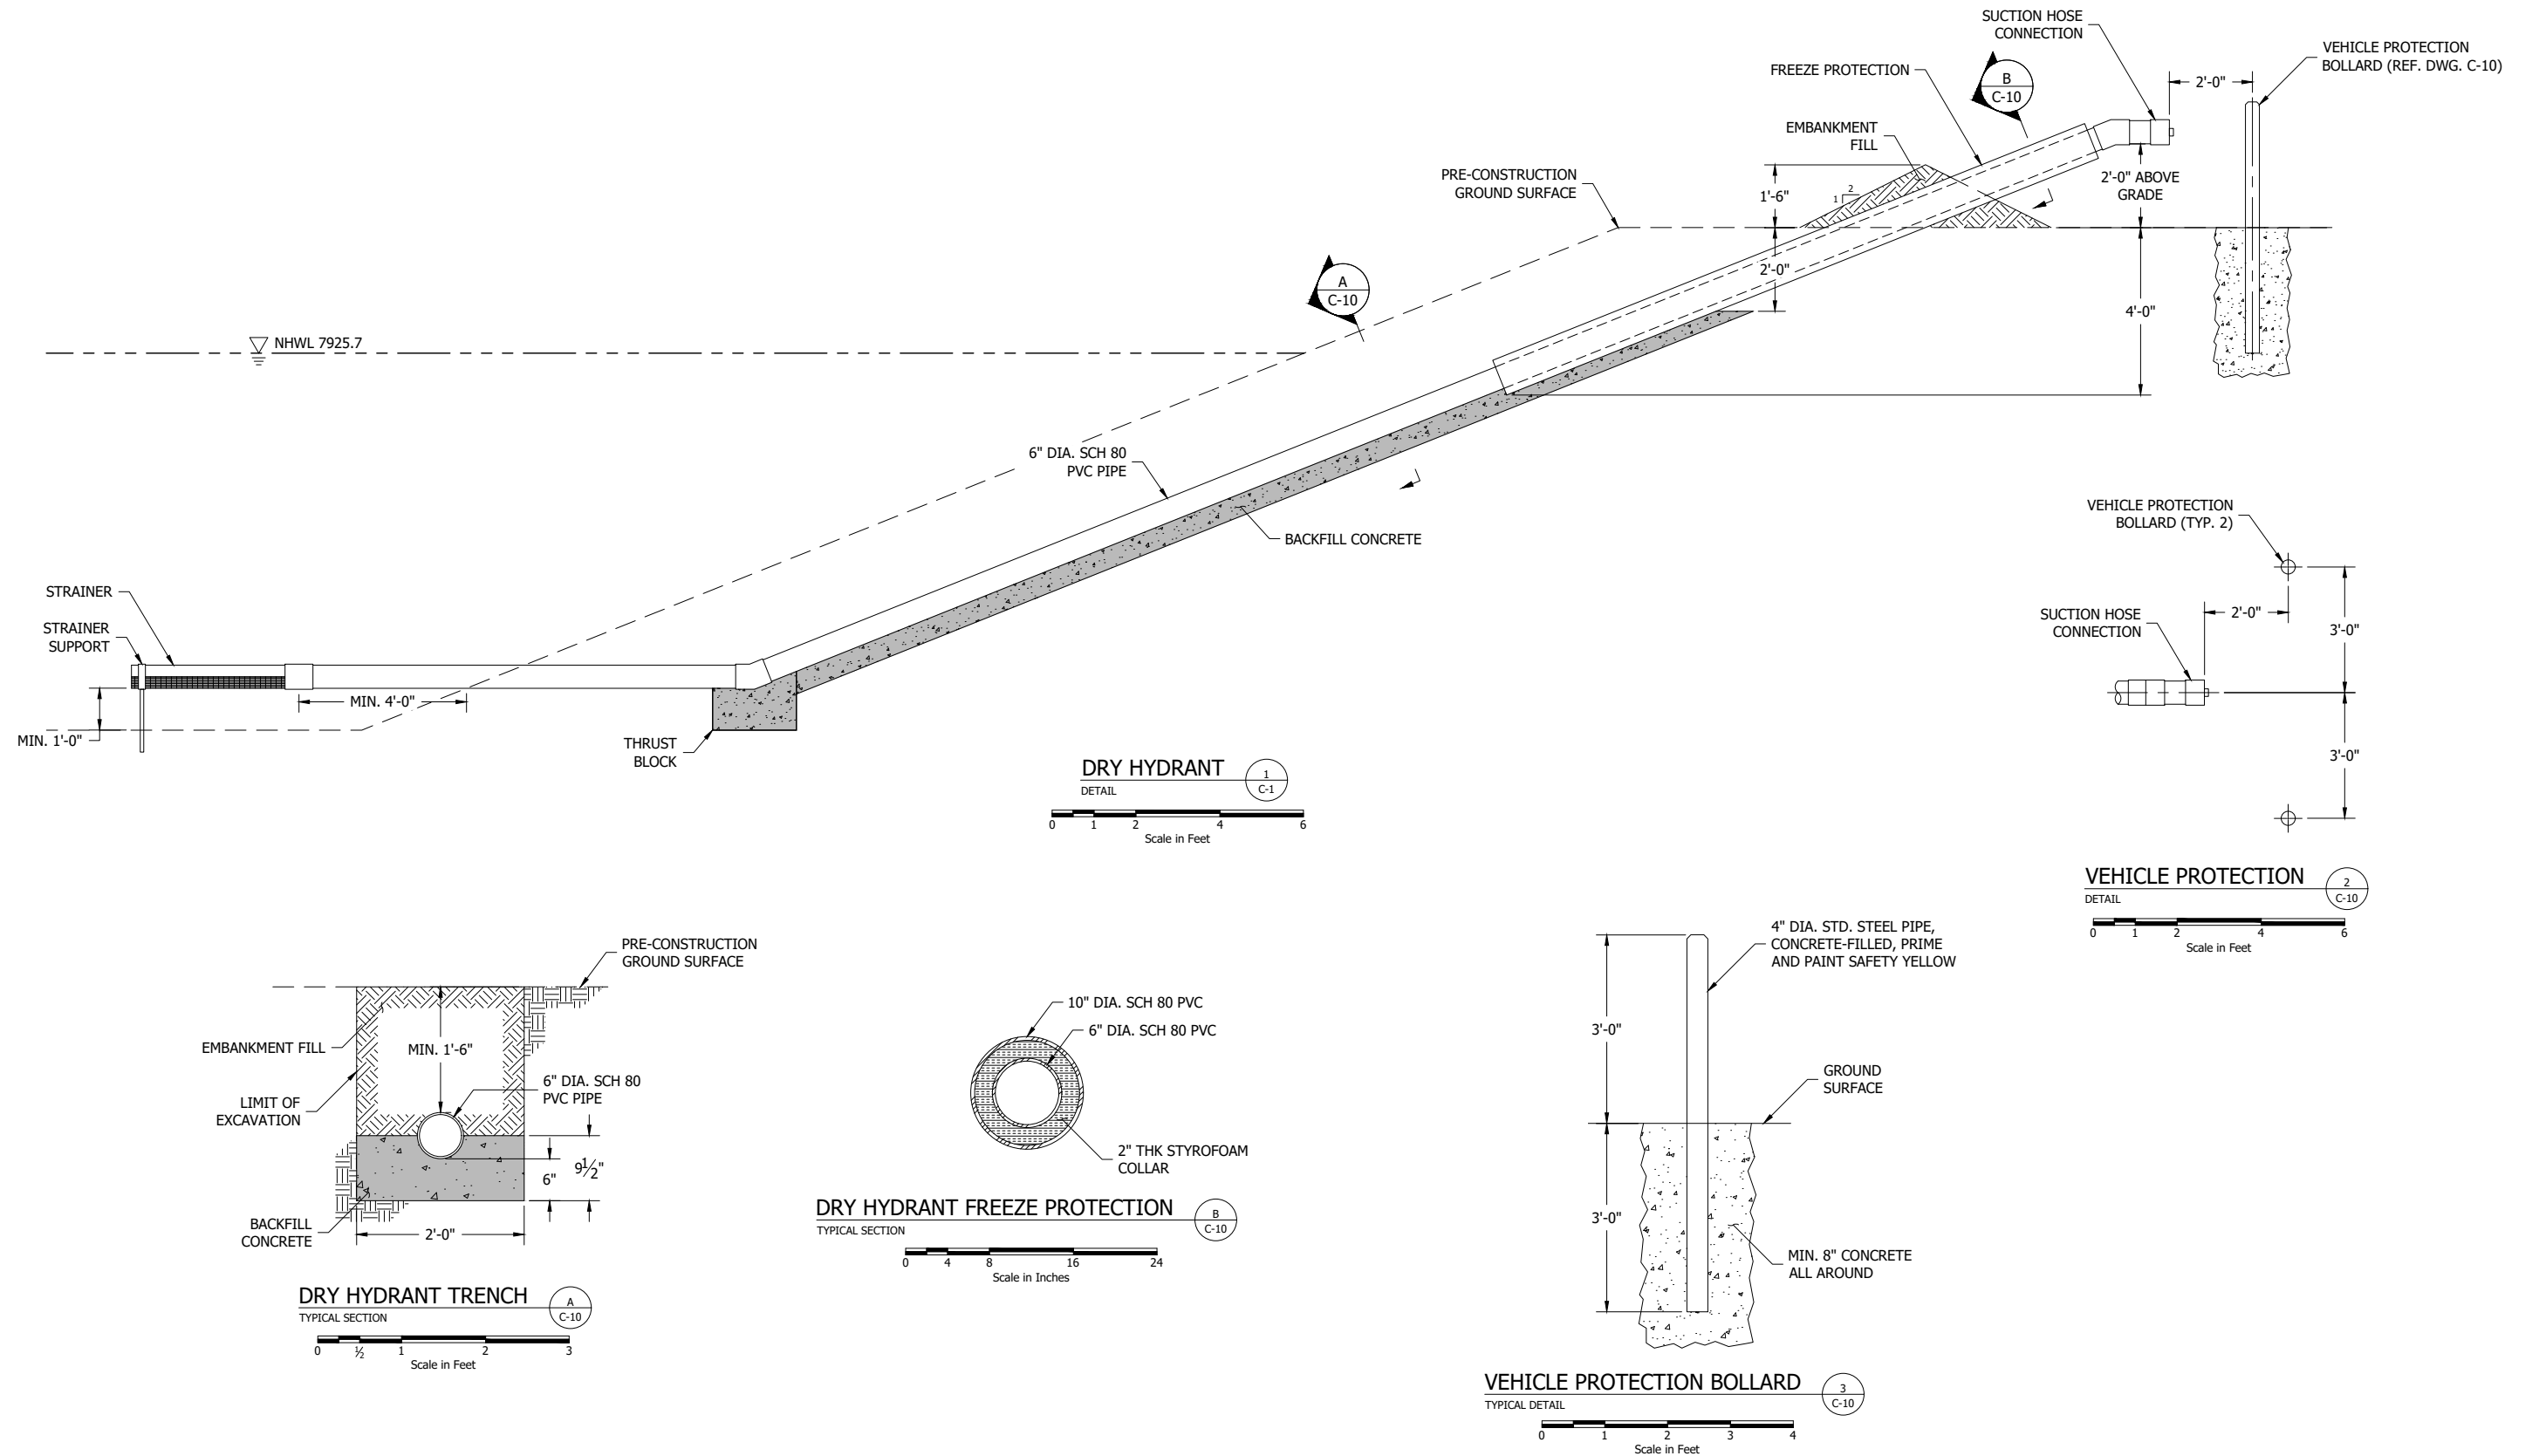 SUCTION HOSE
CONNECTION
VEHICLE PROTECTION
BOLLARD (REF. DWG. C-10)
FREEZE PROTECTION
B
C-10
2'-0"
EMBANKMENT
FILL
PRE-CONSTRUCTION
GROUND SURFACE
2
1
1'-6"
2'-0" ABOVE
GRADE
A
C-10
2'-0"
4'-0"
NHWL 7925.7
6" DIA. SCH 80
PVC PIPE
BACKFILL CONCRETE
STRAINER
STRAINER
SUPPORT
MIN. 4'-0"
MIN. 1'-0"
THRUST
BLOCK
DRY HYDRANT
DETAIL
1
C-1
0 1 2 4 6
Scale in Feet
VEHICLE PROTECTION
BOLLARD (TYP. 2)
SUCTION HOSE
CONNECTION
2'-0"
3'-0"
3'-0"
VEHICLE PROTECTION
DETAIL
2
C-10
0 1 2 4 6
Scale in Feet
PRE-CONSTRUCTION
GROUND SURFACE
EMBANKMENT FILL
MIN. 1'-6"
LIMIT OF
EXCAVATION
6" DIA. SCH 80
PVC PIPE
6"
9½"
BACKFILL
CONCRETE
2'-0"
DRY HYDRANT TRENCH
TYPICAL SECTION
A
C-10
0 ½ 1 2 3
Scale in Feet
10" DIA. SCH 80 PVC
6" DIA. SCH 80 PVC
2" THK STYROFOAM
COLLAR
DRY HYDRANT FREEZE PROTECTION
TYPICAL SECTION
B
C-10
0 4 8 16 24
Scale in Inches
4" DIA. STD. STEEL PIPE,
CONCRETE-FILLED, PRIME
AND PAINT SAFETY YELLOW
3'-0"
GROUND
SURFACE
3'-0"
MIN. 8" CONCRETE
ALL AROUND
VEHICLE PROTECTION BOLLARD
TYPICAL DETAIL
3
C-10
0 1 2 3 4
Scale in Feet